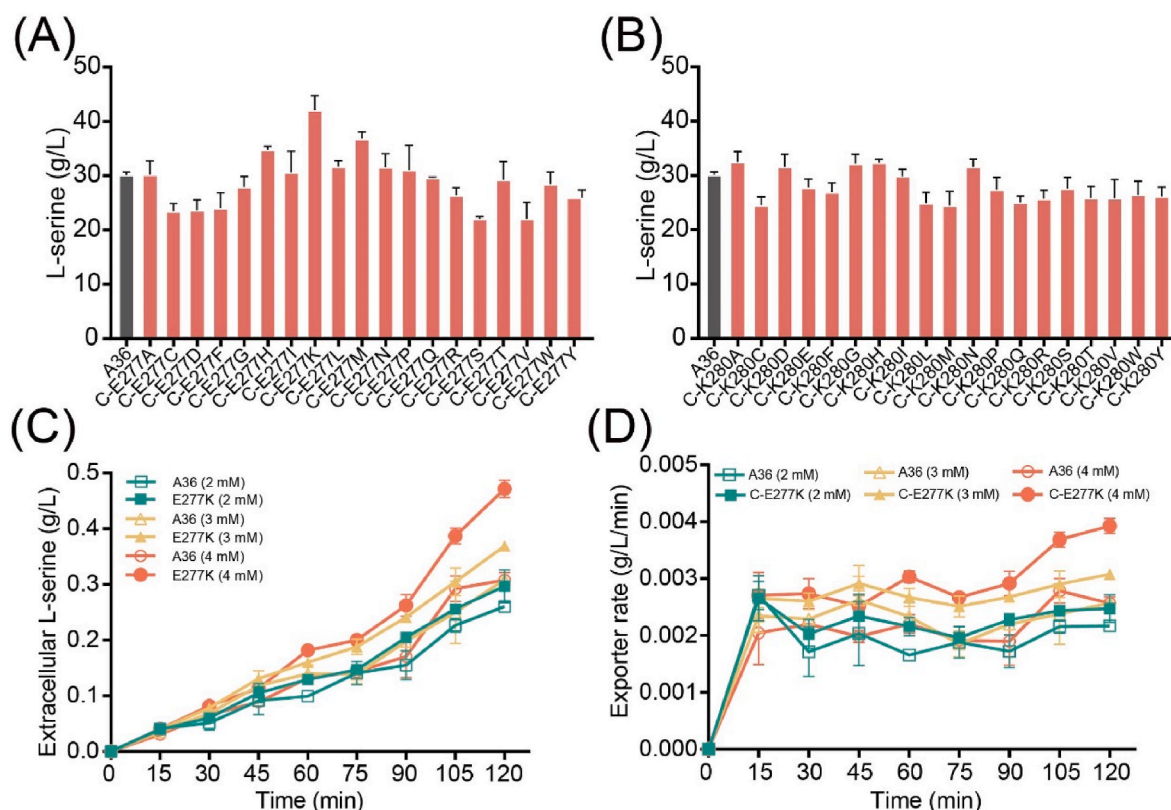 (A)
L-serine (g/L)
50
40
30
20
10
0
A36
C-E277A
C-E277C
C-E277D
C-E277F
C-E277G
C-E277H
C-E277I
C-E277K
C-E277L
C-E277M
C-E277N
C-E277P
C-E277Q
C-E277R
C-E277S
C-E277T
C-E277V
C-E277W
C-E277Y
(B)
L-serine (g/L)
50
40
30
20
10
0
A36
C-K280A
C-K280C
C-K280D
C-K280E
C-K280F
C-K280G
C-K280H
C-K280I
C-K280L
C-K280M
C-K280N
C-K280P
C-K280Q
C-K280R
C-K280S
C-K280T
C-K280V
C-K280W
C-K280Y
(C)
Extracellular L-serine (g/L)
0.5
0.4
0.3
0.2
0.1
0.0
A36 (2 mM)
E277K (2 mM)
A36 (3 mM)
E277K (3 mM)
A36 (4 mM)
E277K (4 mM)
0 15 30 45 60 75 90 105 120
Time (min)
(D)
Exporter rate (g/L/min)
0.005
0.004
0.003
0.002
0.001
0.000
A36 (2 mM) A36 (3 mM) A36 (4 mM)
C-E277K (2 mM) C-E277K (3 mM) C-E277K (4 mM)
0 15 30 45 60 75 90 105 120
Time (min)